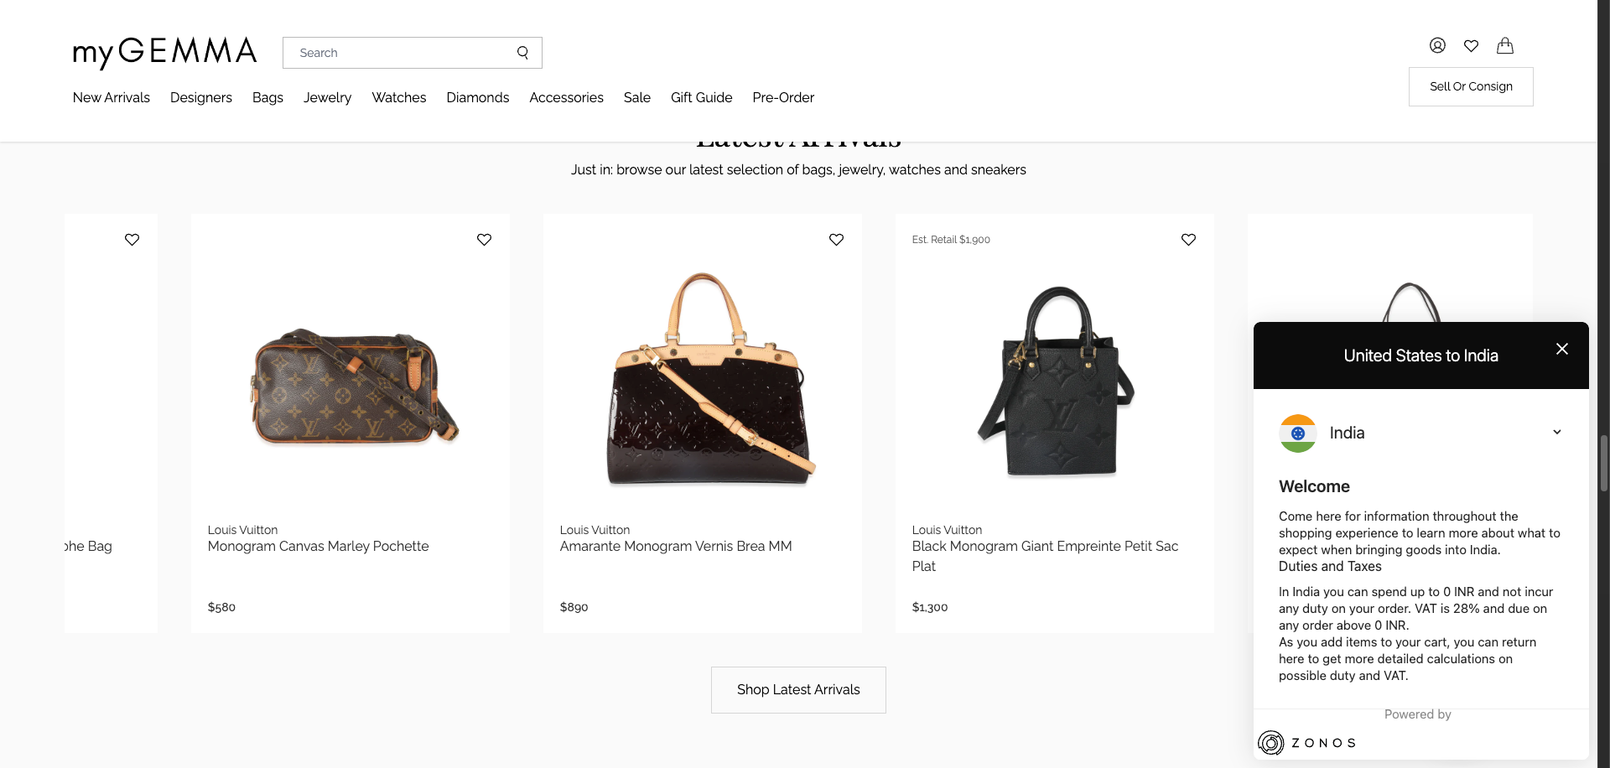 myGEMMA
Search
Sell Or Consign
New Arrivals Designers Bags Jewelry Watches Diamonds Accessories Sale Gift Guide Pre-Order
Latest Arrivals
Just in: browse our latest selection of bags, jewelry, watches and sneakers
ohe Bag
Louis Vuitton
Monogram Canvas Marley Pochette
$580
Louis Vuitton
Amarante Monogram Vernis Brea MM
$890
Est. Retail $1,900
Louis Vuitton
Black Monogram Giant Empreinte Petit Sac
Plat
$1,300
Shop Latest Arrivals
United States to India
India
Welcome
Come here for information throughout the
shopping experience to learn more about what to
expect when bringing goods into India.
Duties and Taxes
In India you can spend up to 0 INR and not incur
any duty on your order. VAT is 28% and due on
any order above 0 INR.
As you add items to your cart, you can return
here to get more detailed calculations on
possible duty and VAT.
Powered by
ZONOS